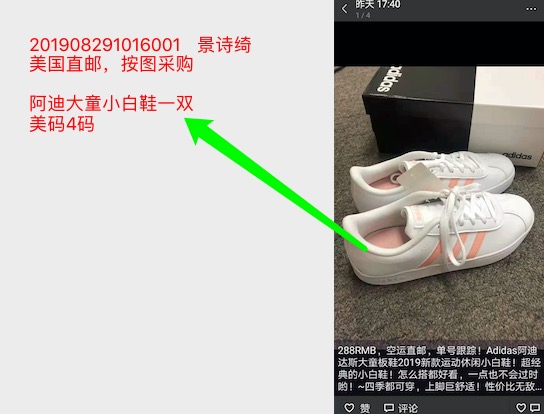 201908291016001 景诗绮
美国直邮，按图采购
阿迪大童小白鞋一双
美码4码
昨天 17:40
1 / 4
adidas
adidas
288RMB，空运直邮，单号跟踪！Adidas阿迪
达斯大童板鞋2019新款运动休闲小白鞋！超经
典的小白鞋！怎么搭都好看，一点也不会过时
哟！~四季都可穿，上脚巨舒适！性价比无敌...
赞
评论